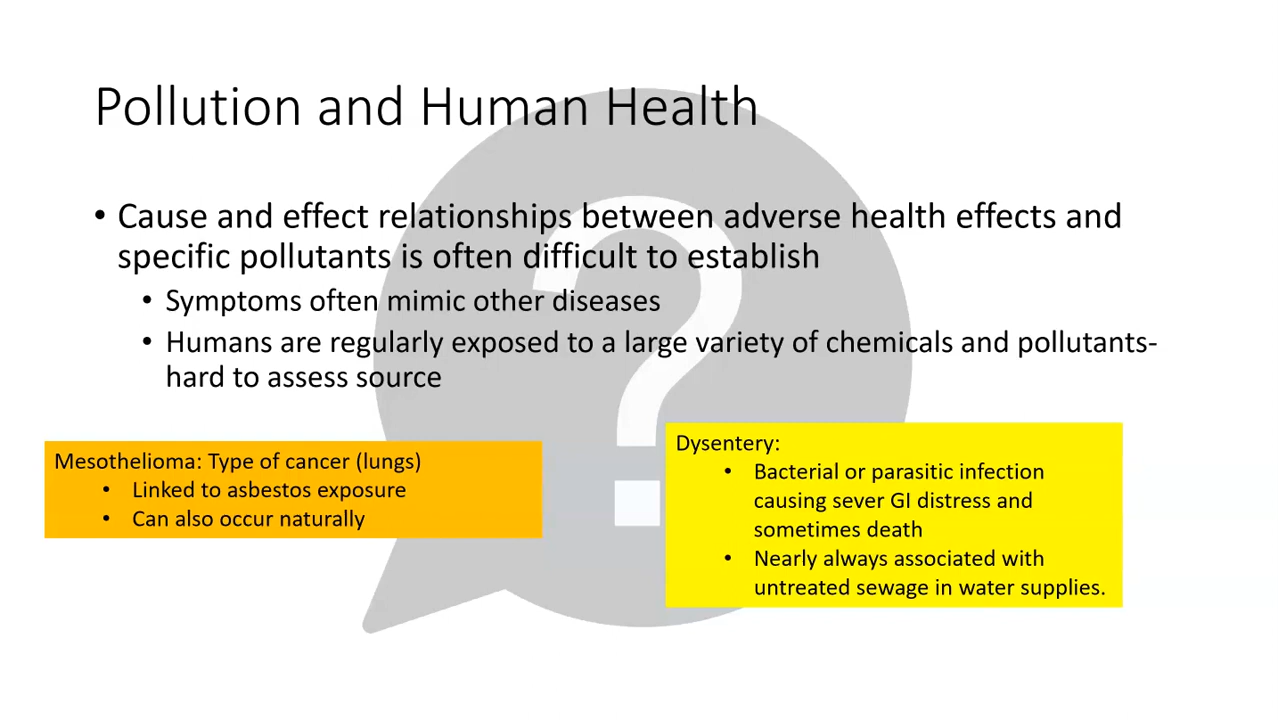 Pollution and Human Health
• Cause and effect relationships between adverse health effects and
specific pollutants is often difficult to establish
• Symptoms often mimic other diseases
• Humans are regularly exposed to a large variety of chemicals and pollutants-
hard to assess source
Mesothelioma: Type of cancer (lungs)
• Linked to asbestos exposure
• Can also occur naturally
Dysentery:
• Bacterial or parasitic infection
causing sever GI distress and
sometimes death
• Nearly always associated with
untreated sewage in water supplies.